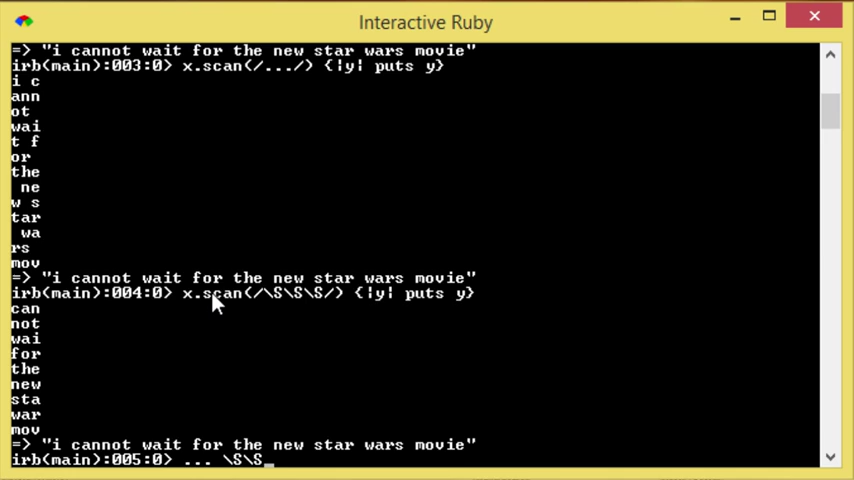 Interactive Ruby
=> "i cannot wait for the new star wars movie"
irb(main):003:0> x.scan(/.../) {|y| puts y}
i c
ann
ot
wai
t f
or
the
 ne
w s
tar
 wa
rs
mov
=> "i cannot wait for the new star wars movie"
irb(main):004:0> x.scan(/\S\S\S/) {|y| puts y}
can
not
wai
for
the
new
sta
war
mov
=> "i cannot wait for the new star wars movie"
irb(main):005:0> ... \S\S_